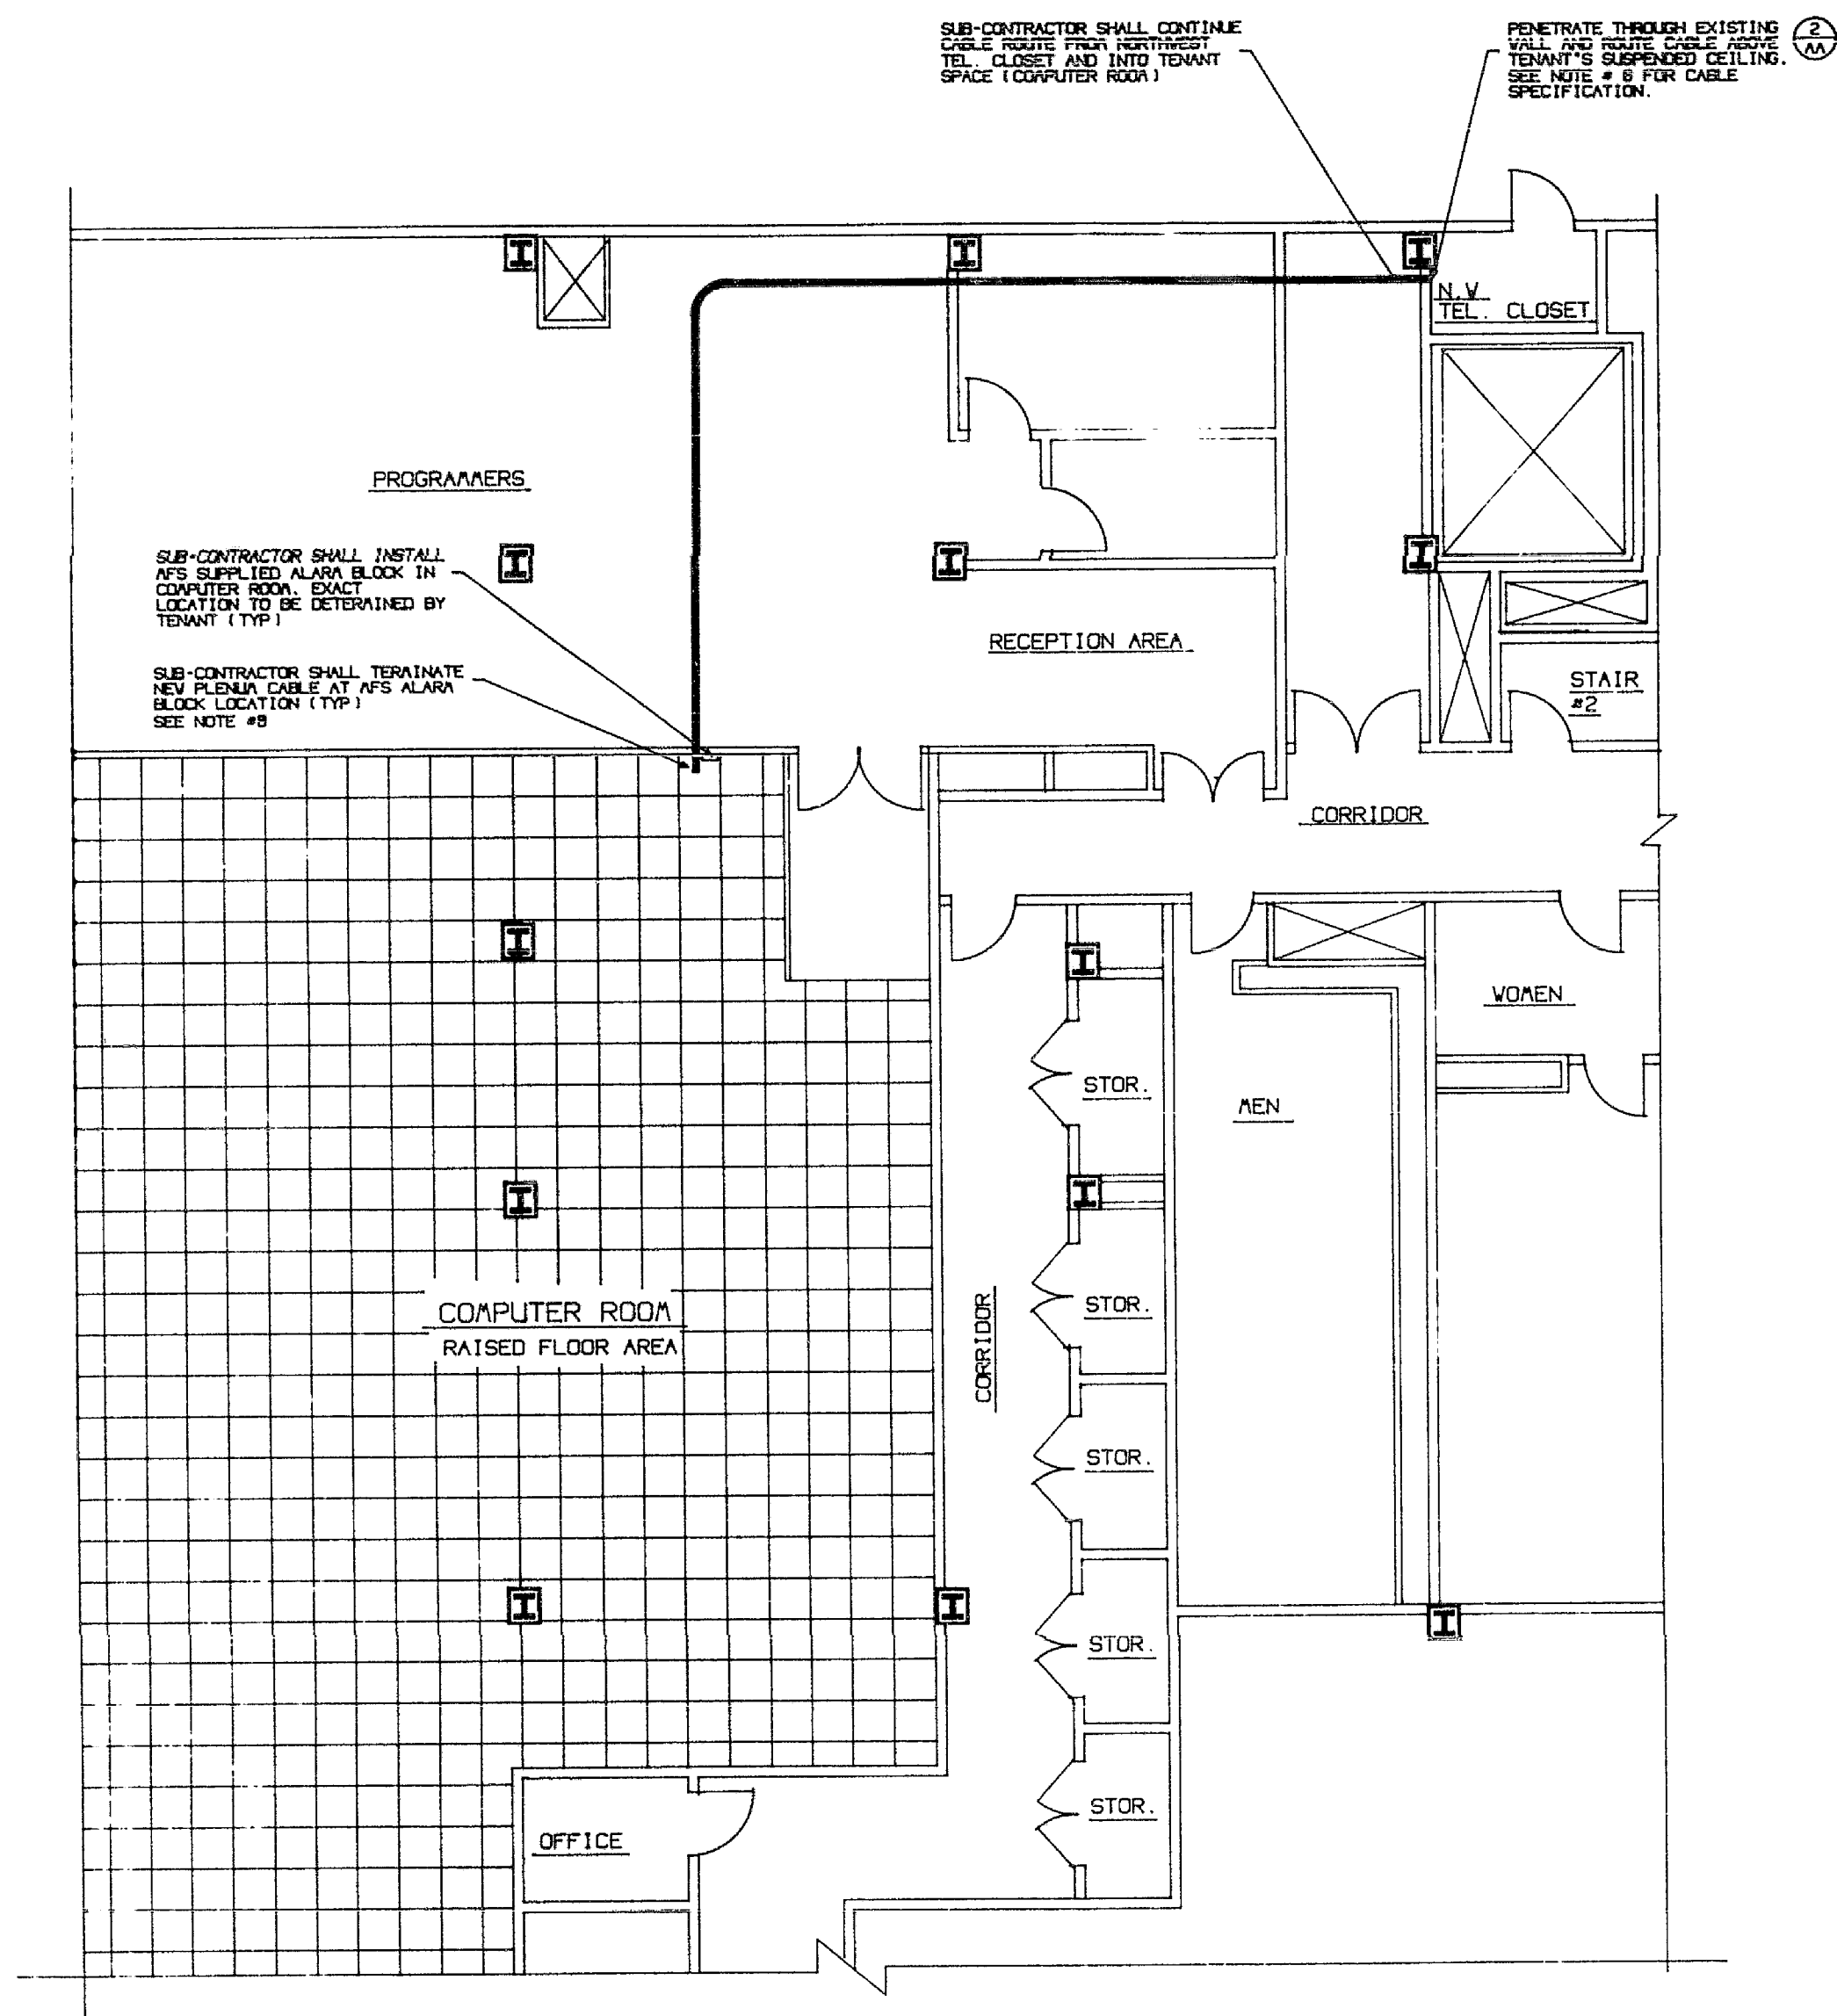 SUB-CONTRACTOR SHALL CONTINUE
CABLE ROUTE FROM NORTHWEST
TEL. CLOSET AND INTO TENANT
SPACE (COMPUTER ROOM)
PENETRATE THROUGH EXISTING
WALL AND ROUTE CABLE ABOVE
TENANT'S SUSPENDED CEILING.
SEE NOTE # 6 FOR CABLE
SPECIFICATION.
2
AA
N.W
TEL. CLOSET
PROGRAMMERS
SUB-CONTRACTOR SHALL INSTALL
AFS SUPPLIED ALARM BLOCK IN
COMPUTER ROOM. EXACT
LOCATION TO BE DETERMINED BY
TENANT (TYP)
SUB-CONTRACTOR SHALL TERMINATE
NEW PLENUM CABLE AT AFS ALARM
BLOCK LOCATION (TYP)
SEE NOTE
RECEPTION AREA
STAIR
#2
CORRIDOR
WOMEN
STOR.
MEN
STOR.
COMPUTER ROOM
RAISED FLOOR AREA
CORRIDOR
STOR.
STOR.
STOR.
OFFICE